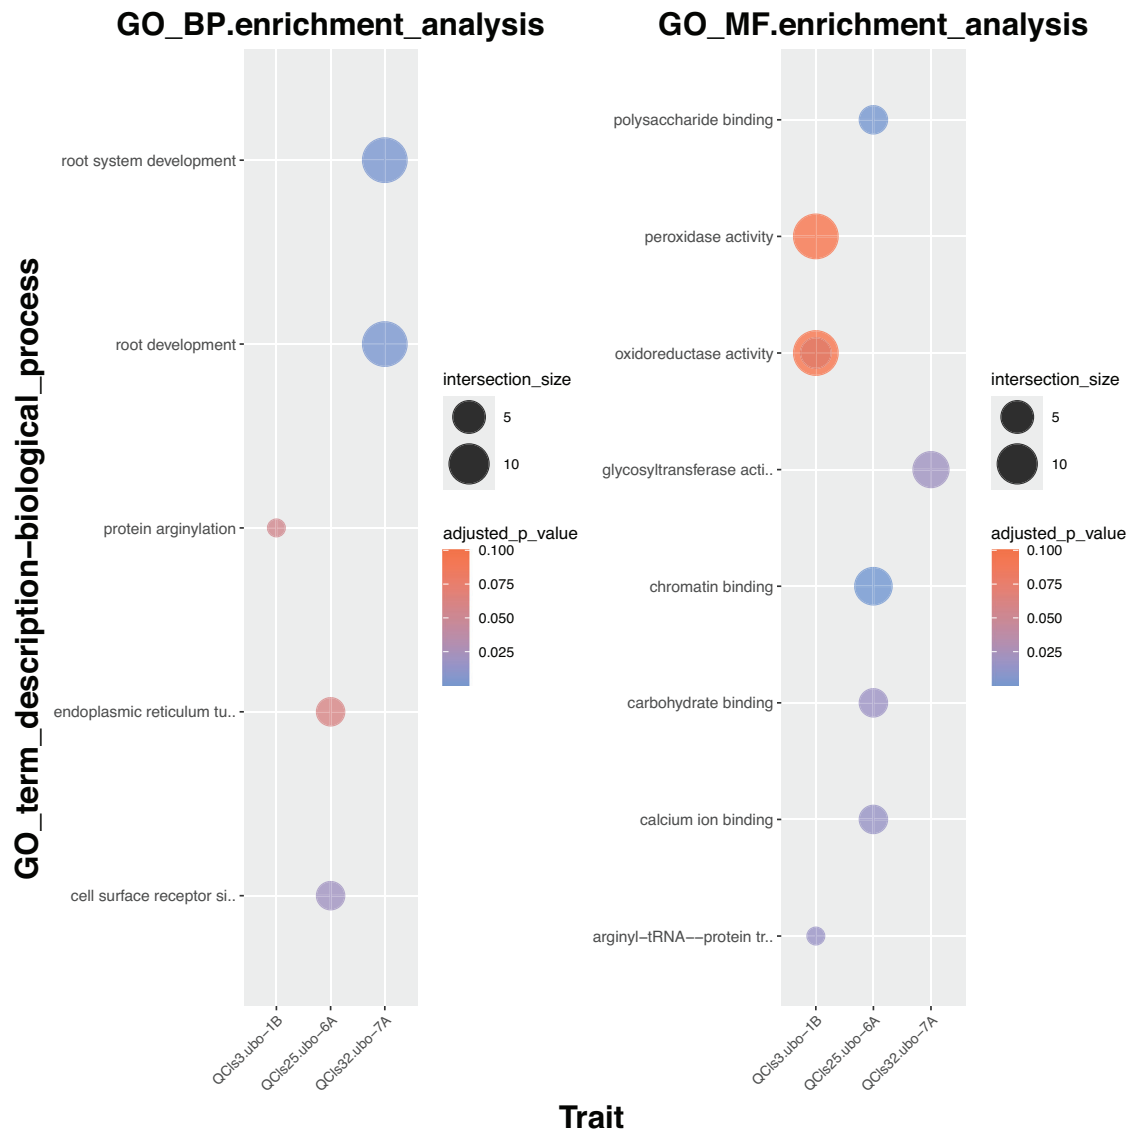 GO_BP.enrichment_analysis
GO_MF.enrichment_analysis
GO_term_description−biological_process
root system development
root development
protein arginylation
endoplasmic reticulum tu..
cell surface receptor si..
QCls3.ubo−1B
QCls25.ubo−6A
QCls32.ubo−7A
intersection_size
5
10
adjusted_p_value
0.100
0.075
0.050
0.025
polysaccharide binding
peroxidase activity
oxidoreductase activity
glycosyltransferase acti..
chromatin binding
carbohydrate binding
calcium ion binding
arginyl−tRNA−−protein tr..
QCls3.ubo−1B
QCls25.ubo−6A
QCls32.ubo−7A
intersection_size
5
10
adjusted_p_value
0.100
0.075
0.050
0.025
Trait